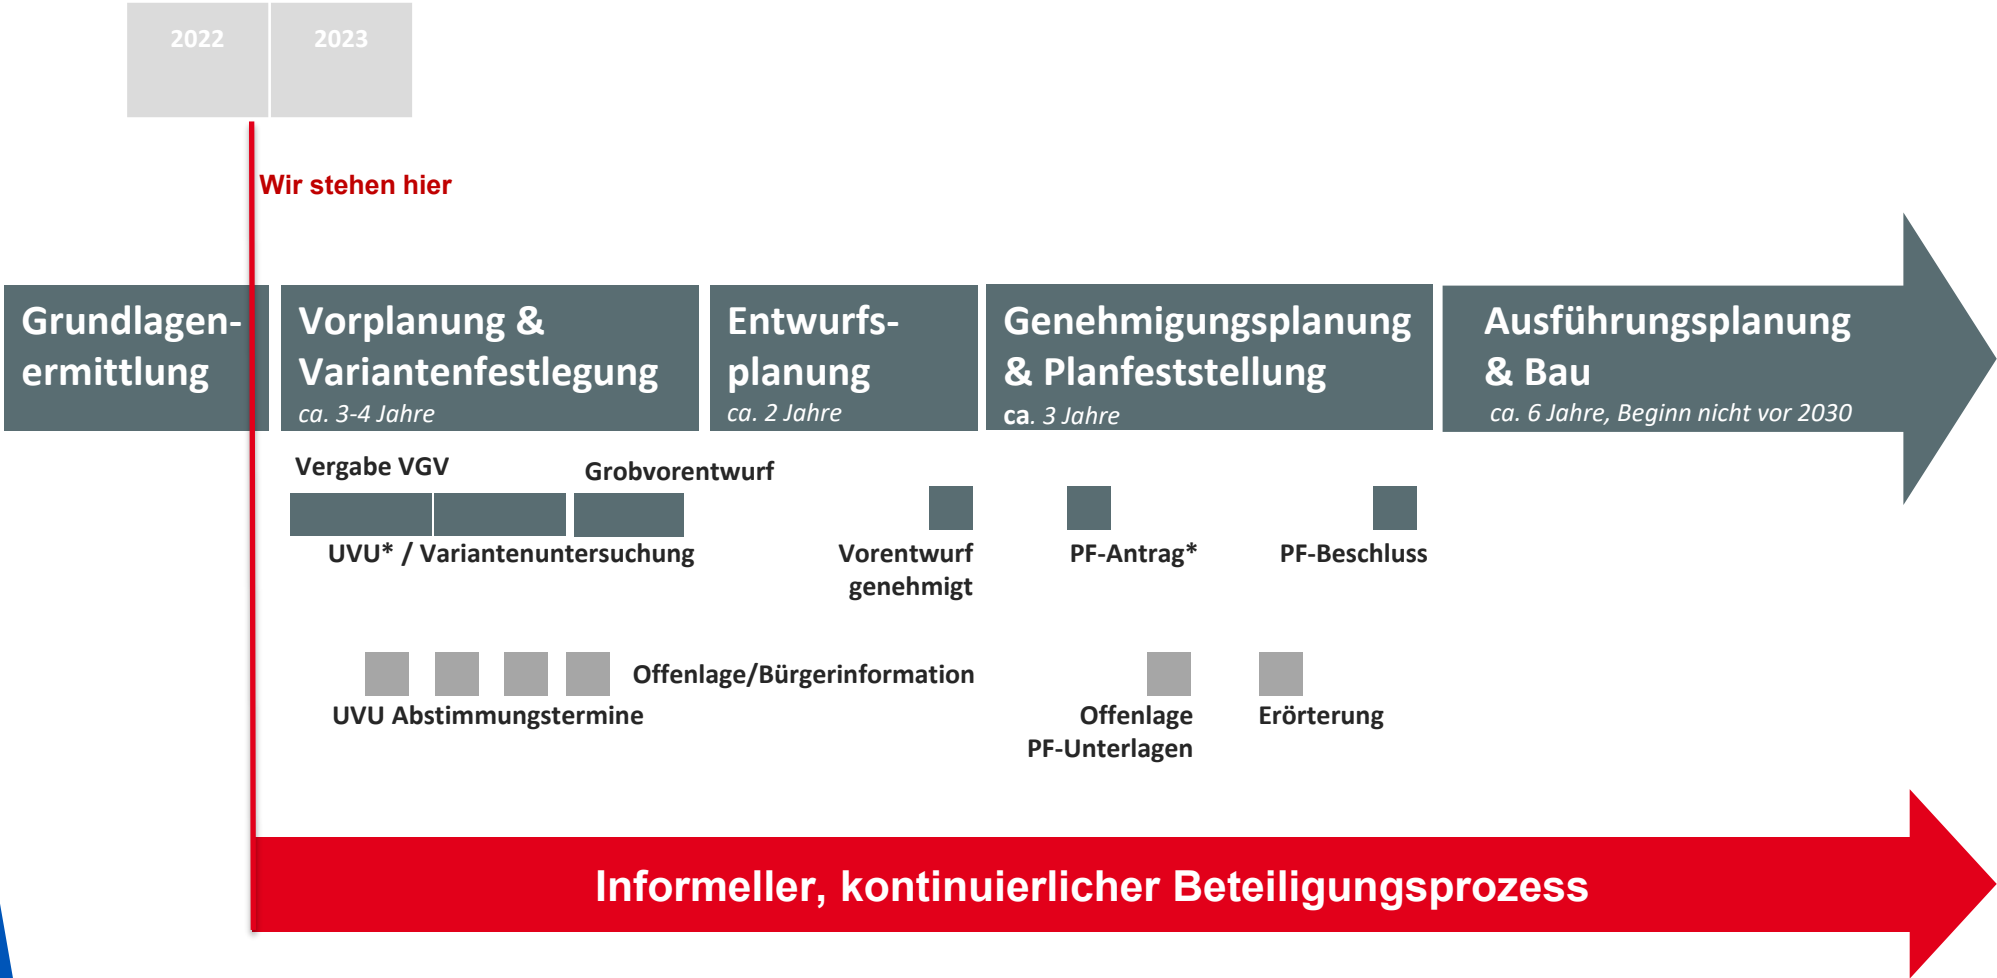 2022 2023
Wir stehen hier
Grundlagen-
ermittlung
Vorplanung &
Variantenfestlegung
ca. 3-4 Jahre
Entwurfs-
planung
ca. 2 Jahre
Genehmigungsplanung
& Planfeststellung
ca. 3 Jahre
Ausführungsplanung
& Bau
ca. 6 Jahre, Beginn nicht vor 2030
Vergabe VGV
Grobvorentwurf
UVU* / Variantenuntersuchung
Vorentwurf
genehmigt
PF-Antrag*
PF-Beschluss
Offenlage/Bürgerinformation
UVU Abstimmungstermine
Offenlage
PF-Unterlagen
Erörterung
Informeller, kontinuierlicher Beteiligungsprozess